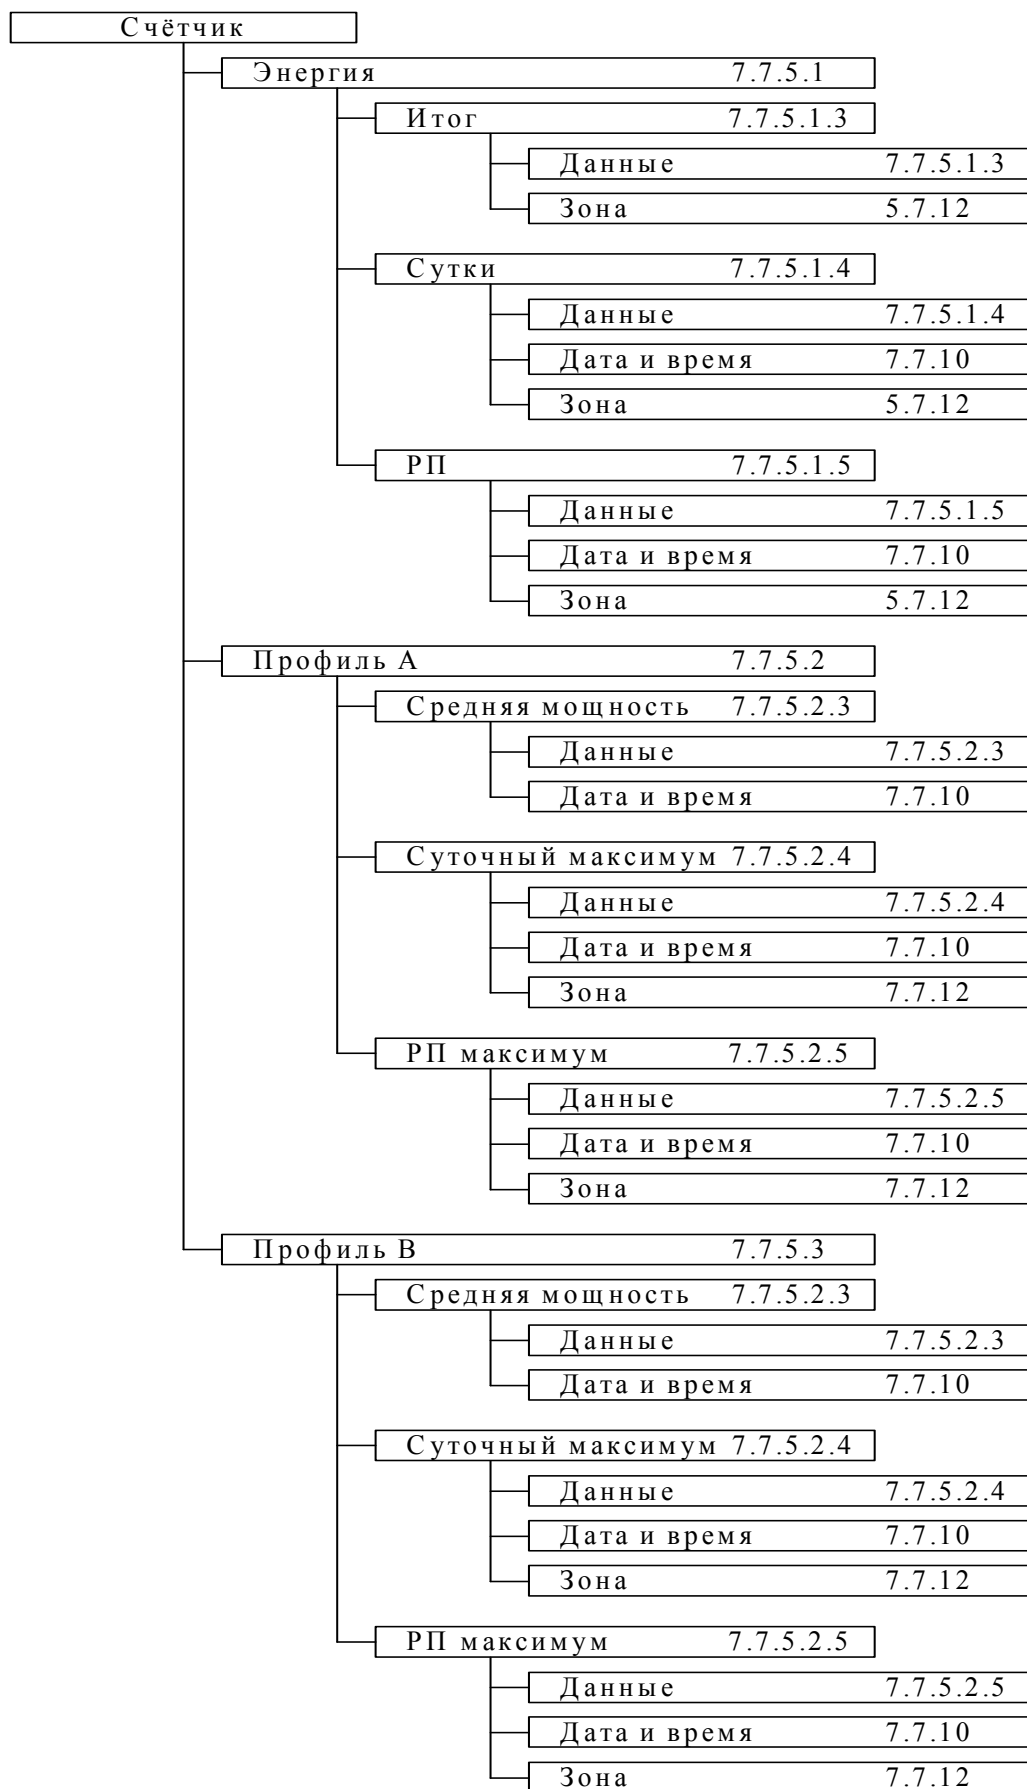 Счётчик
Энергия 7.7.5.1
Итог 7.7.5.1.3
Данные 7.7.5.1.3
Зона 5.7.12
Сутки 7.7.5.1.4
Данные 7.7.5.1.4
Дата и время 7.7.10
Зона 5.7.12
РП 7.7.5.1.5
Данные 7.7.5.1.5
Дата и время 7.7.10
Зона 5.7.12
Профиль А 7.7.5.2
Средняя мощность 7.7.5.2.3
Данные 7.7.5.2.3
Дата и время 7.7.10
Суточный максимум 7.7.5.2.4
Данные 7.7.5.2.4
Дата и время 7.7.10
Зона 7.7.12
РП максимум 7.7.5.2.5
Данные 7.7.5.2.5
Дата и время 7.7.10
Зона 7.7.12
Профиль В 7.7.5.3
Средняя мощность 7.7.5.2.3
Данные 7.7.5.2.3
Дата и время 7.7.10
Суточный максимум 7.7.5.2.4
Данные 7.7.5.2.4
Дата и время 7.7.10
Зона 7.7.12
РП максимум 7.7.5.2.5
Данные 7.7.5.2.5
Дата и время 7.7.10
Зона 7.7.12